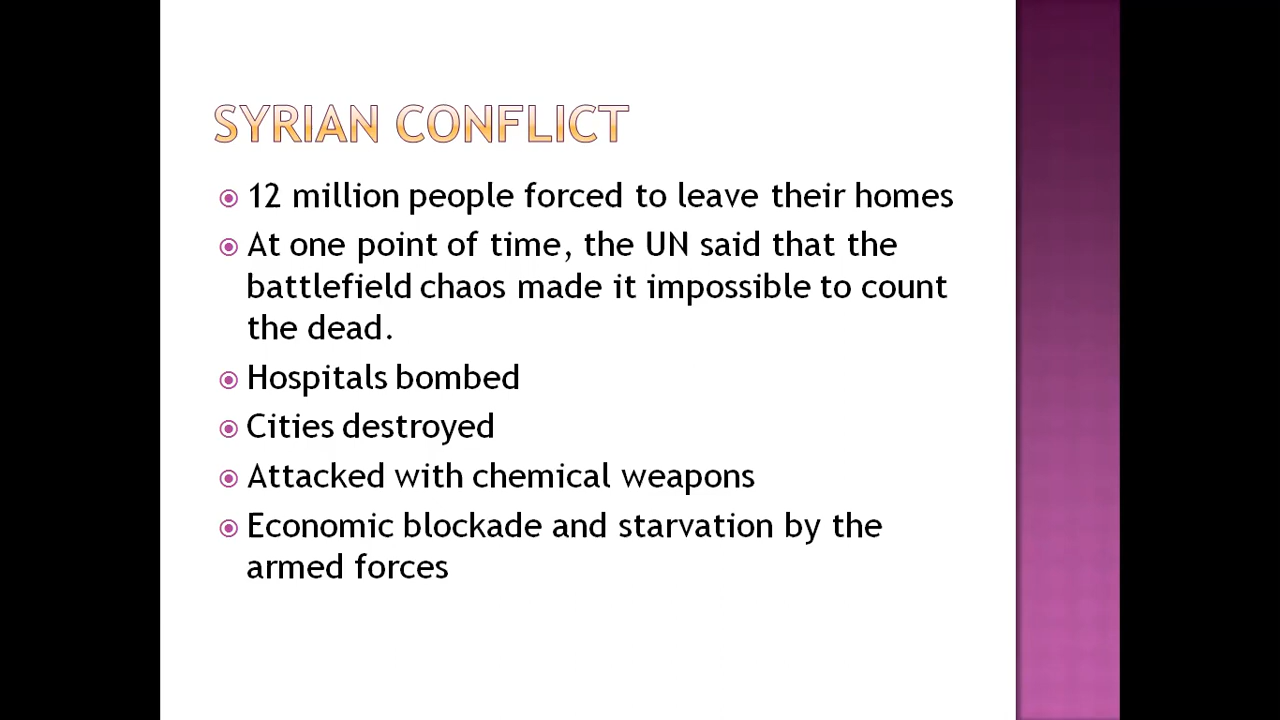 SYRIAN CONFLICT
12 million people forced to leave their homes
At one point of time, the UN said that the
battlefield chaos made it impossible to count
the dead.
Hospitals bombed
Cities destroyed
Attacked with chemical weapons
Economic blockade and starvation by the
armed forces